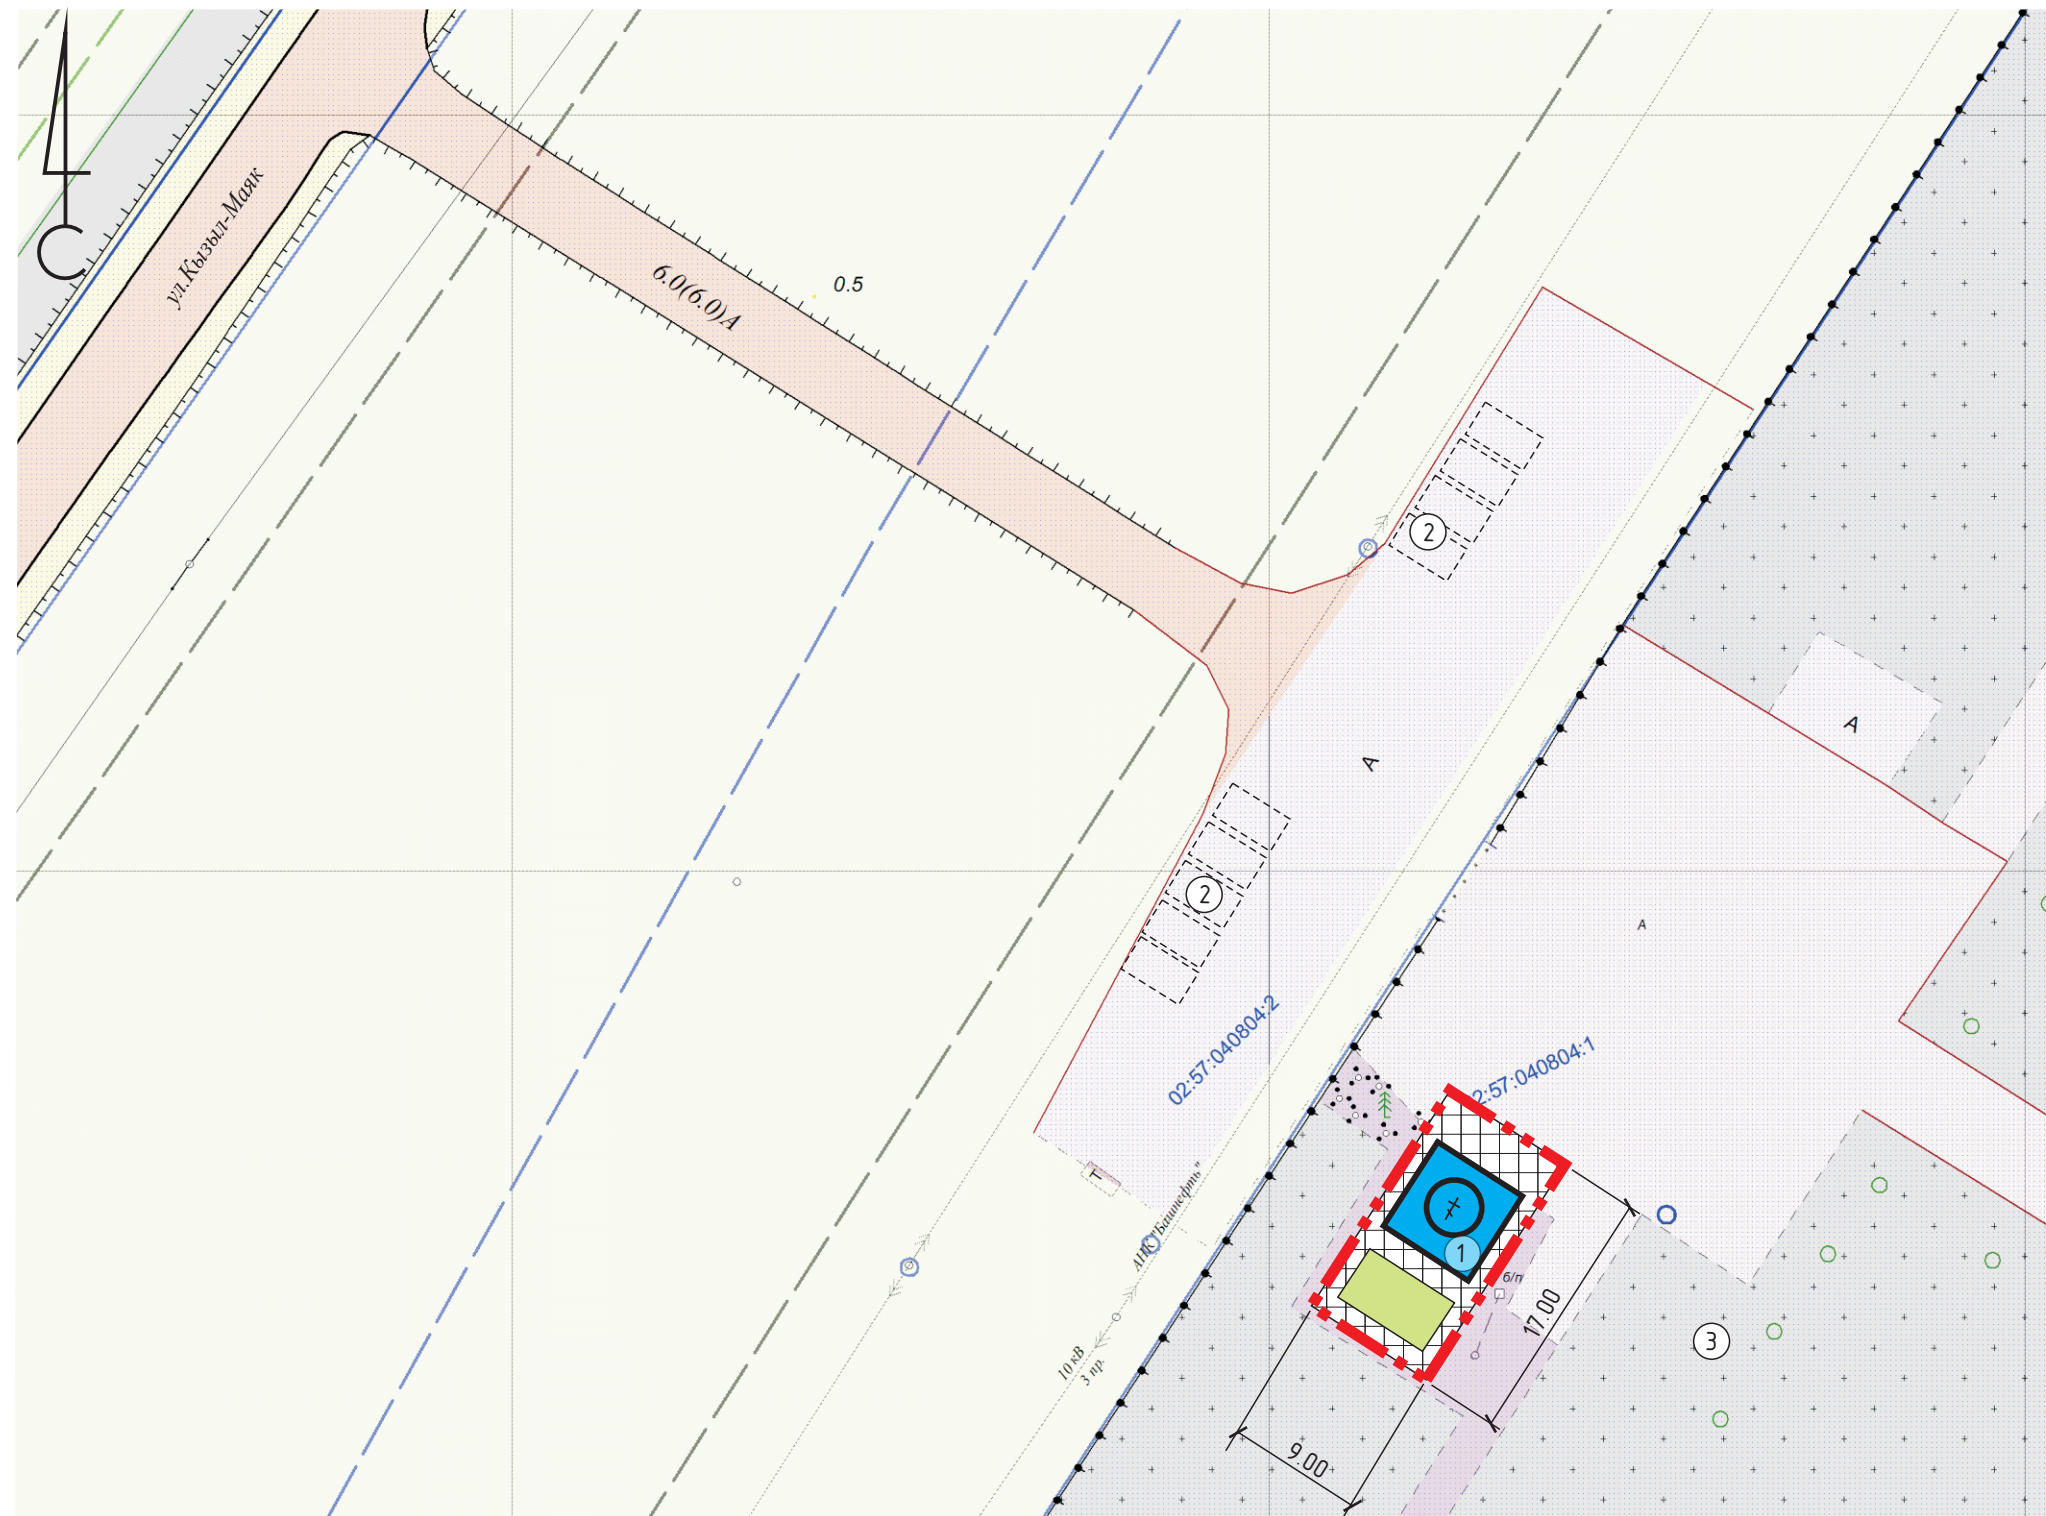 С
ул.Кызыл-Маяк
6.0(6.0)А
0.5
2
А
А
2
А
02:57:040804:2
2:57:040804:1
Т
АНК "Башнефть"
1
б/п
17.00
3
10 кВ
3 пр.
9.00